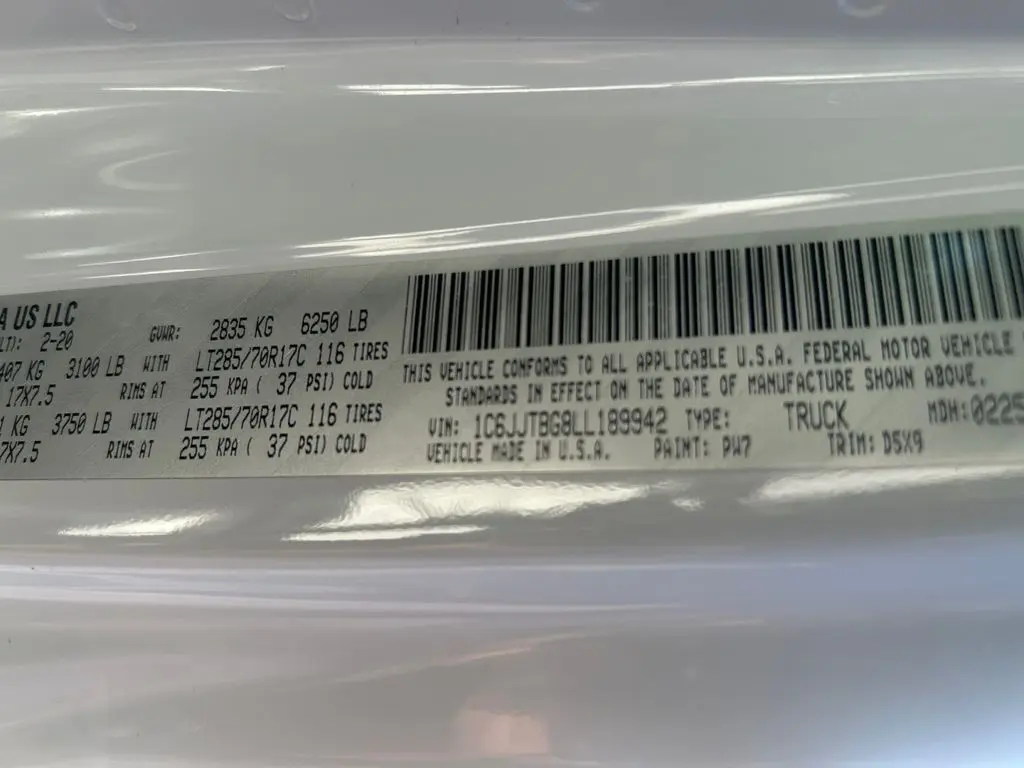 A US LLC
LT): 2-20 GVWR: 2835 KG 6250 LB
407 KG 3100 LB WITH LT285/70R17C 116 TIRES
17X7.5 RIMS AT 255 KPA ( 37 PSI) COLD
KG 3750 LB WITH LT285/70R17C 116 TIRES
7X7.5 RIMS AT 255 KPA ( 37 PSI) COLD
THIS VEHICLE CONFORMS TO ALL APPLICABLE U.S.A. FEDERAL MOTOR VEHICLE
STANDARDS IN EFFECT ON THE DATE OF MANUFACTURE SHOWN ABOVE.
VIN: 1C6JJTBG8LL189942 TYPE: TRUCK MDH: 0225
VEHICLE MADE IN U.S.A. PAINT: PW7 TRIM: D5X9